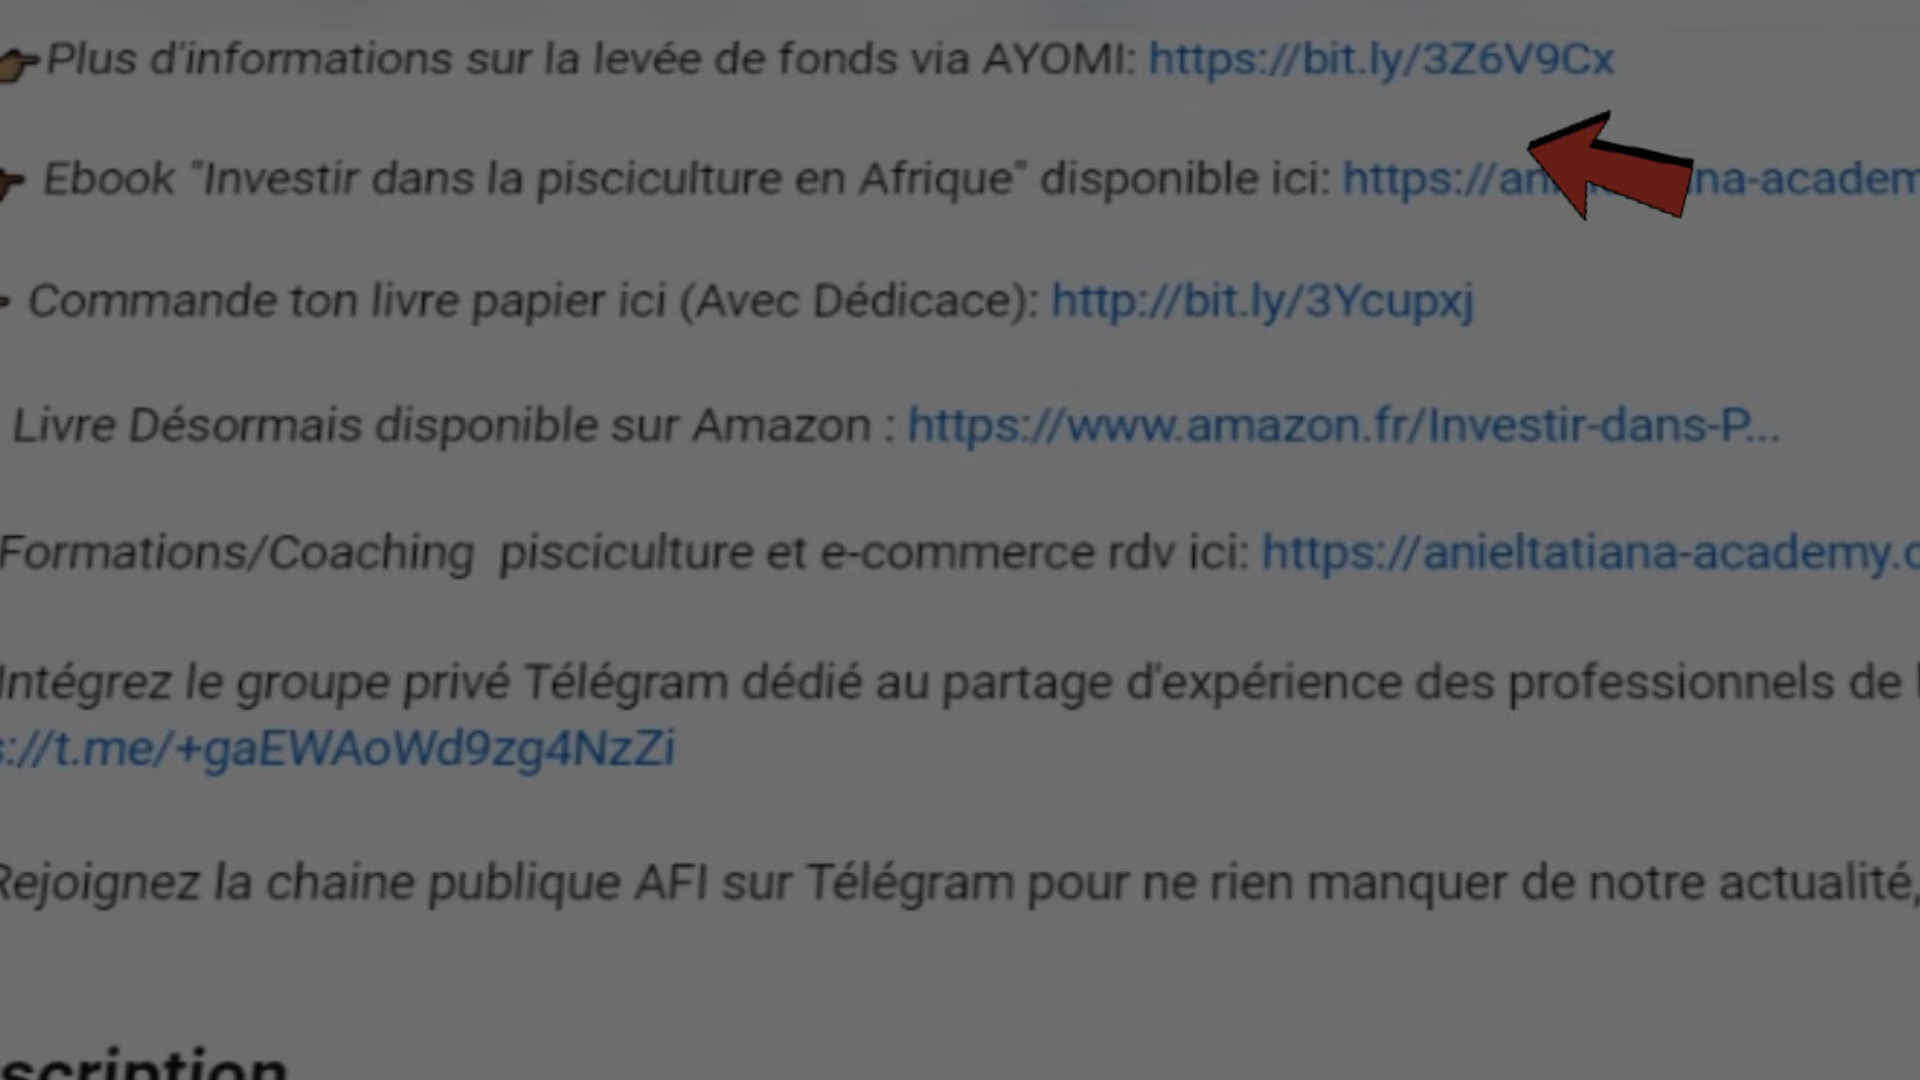 Plus d'informations sur la levée de fonds via AYOMI: https://bit.ly/3Z6V9Cx
Ebook "Investir dans la pisciculture en Afrique" disponible ici: https://an na-academ
Commande ton livre papier ici (Avec Dédicace): http://bit.ly/3Ycupxj
Livre Désormais disponible sur Amazon : https://www.amazon.fr/Investir-dans-P...
Formations/Coaching pisciculture et e-commerce rdv ici: https://anieltatiana-academy.c
Intégrez le groupe privé Télégram dédié au partage d'expérience des professionnels de l
s://t.me/+gaEWAoWd9zg4NzZi
Rejoignez la chaine publique AFI sur Télégram pour ne rien manquer de notre actualité,
scription